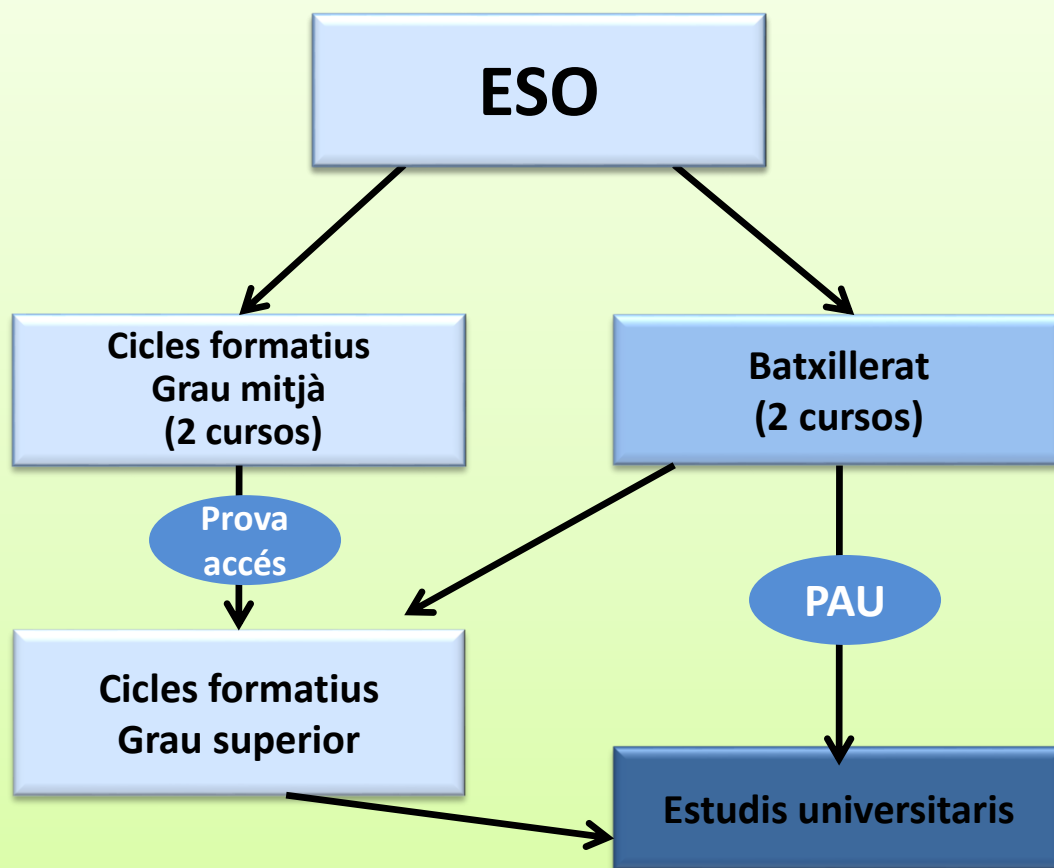 ESO
Cicles formatius
Grau mitjà
(2 cursos)
Batxillerat
(2 cursos)
Prova
accés
PAU
Cicles formatius
Grau superior
Estudis universitaris